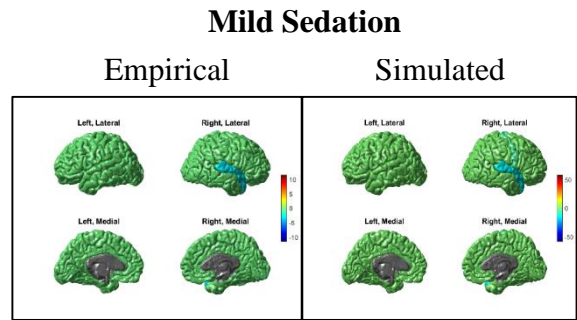 Mild Sedation
Empirical Simulated
Left, Lateral Right, Lateral Left, Lateral Right, Lateral
10
5
0
-5
-10
50
0
-50
Left, Medial Right, Medial Left, Medial Right, Medial